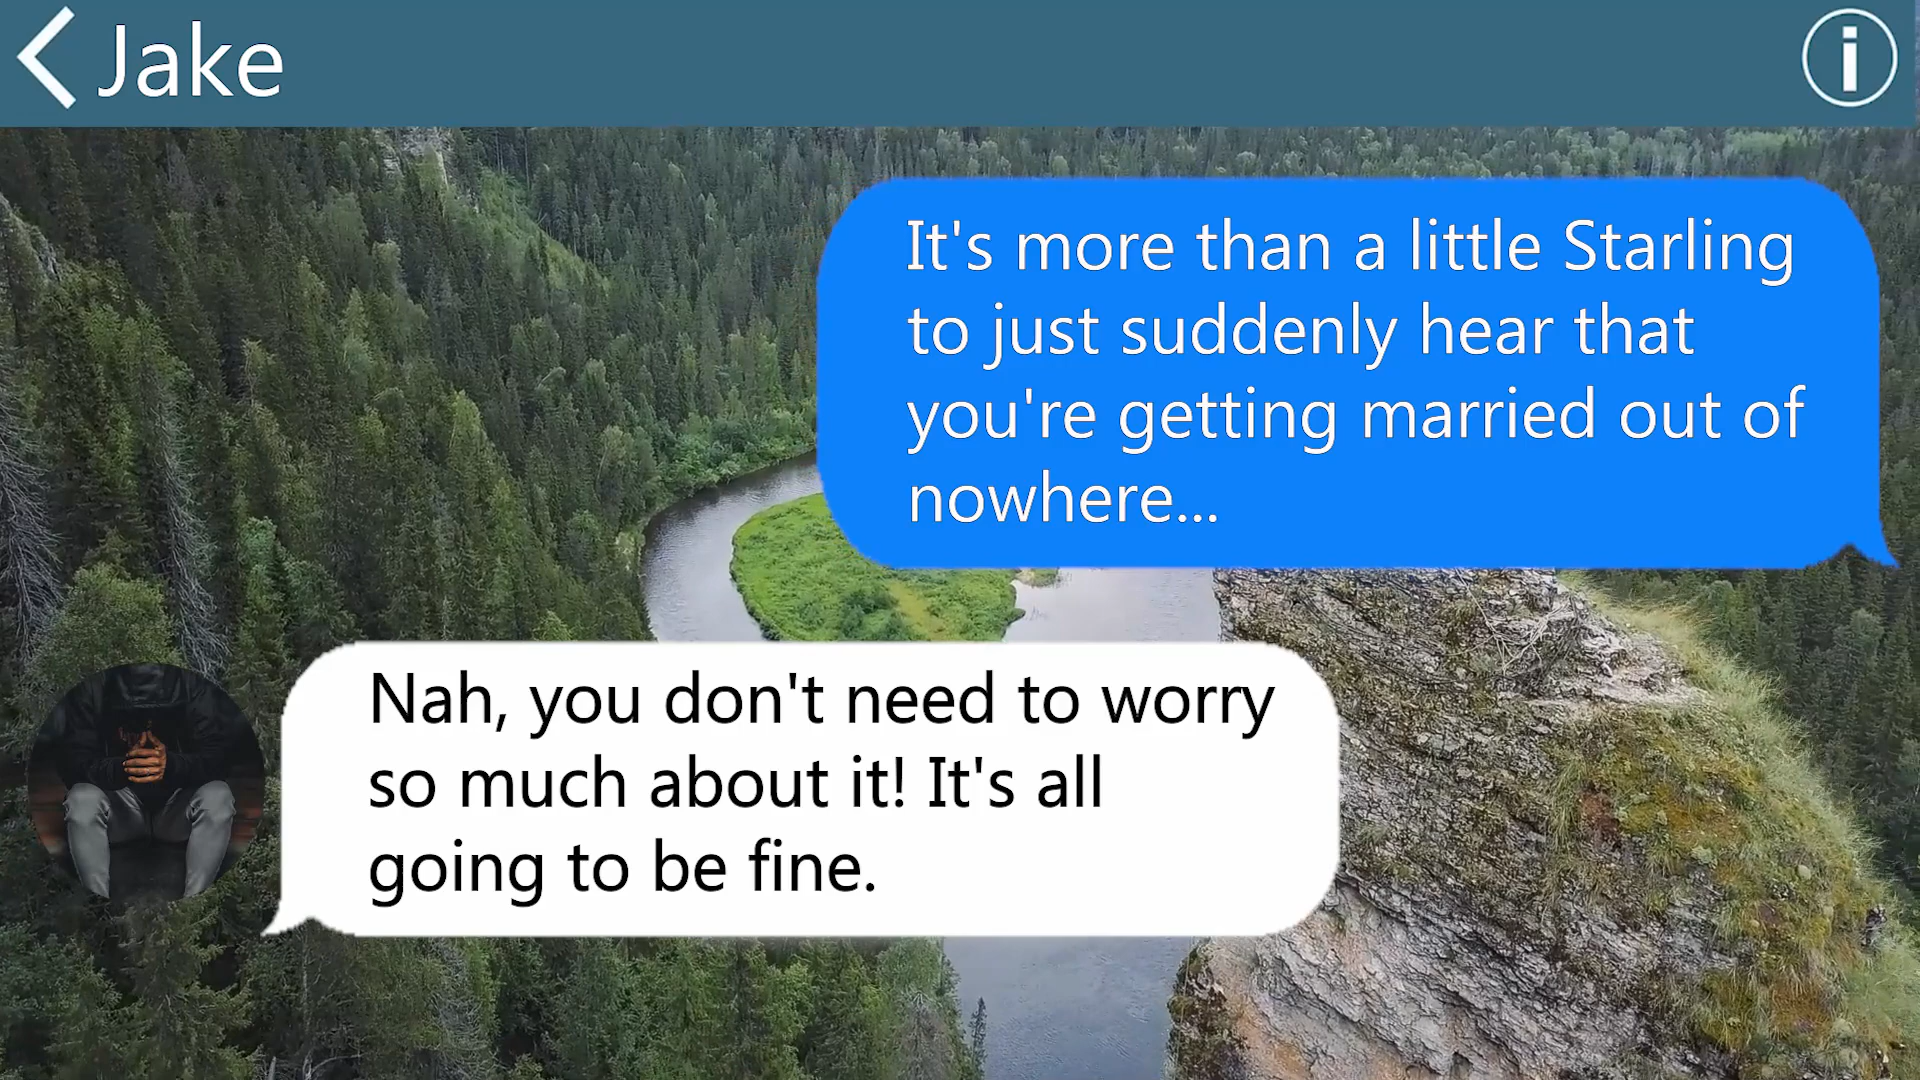 Jake
It's more than a little Starling
to just suddenly hear that
you're getting married out of
nowhere...
Nah, you don't need to worry
so much about it! It's all
going to be fine.